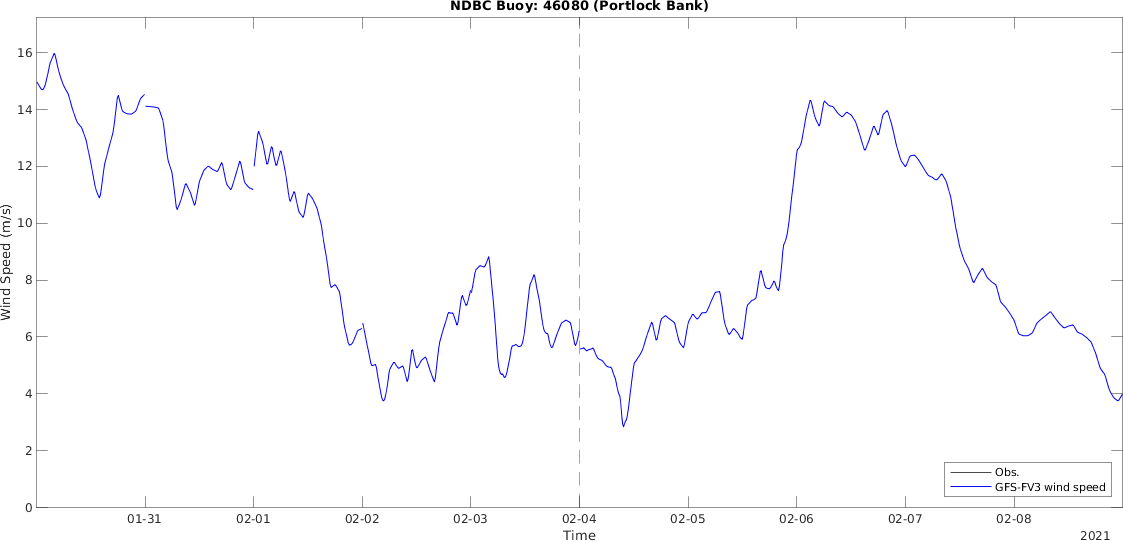 NDBC Buoy: 46080 (Portlock Bank)
Wind Speed (m/s)
16
14
12
10
8
6
4
2
0
Obs.
GFS-FV3 wind speed
01-31 02-01 02-02 02-03 02-04 02-05 02-06 02-07 02-08
Time
2021